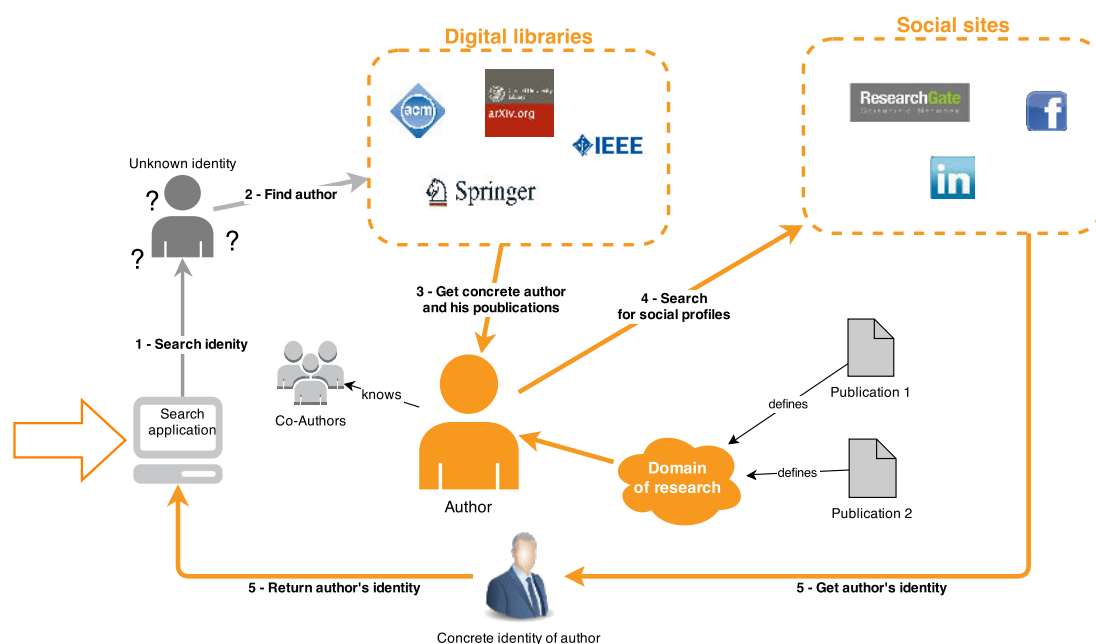 Digital libraries
Social sites
acm
arXiv.org
IEEE
Springer
ResearchGate
SCIENTIFIC NETWORK
f
in
Unknown identity
?
?
?
2 - Find author
3 - Get concrete author
and his poublications
4 - Search
for social profiles
1 - Search idenity
knows
Co-Authors
Search
application
Publication 1
defines
Domain
of research
defines
Publication 2
Author
5 - Return author's identity
5 - Get author's identity
Concrete identity of author